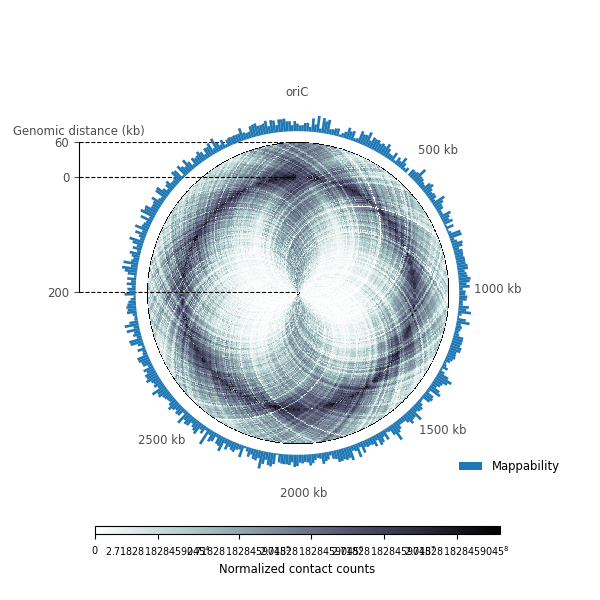 oriC
Genomic distance (kb)
60
500 kb
0
200
1000 kb
1500 kb
2500 kb
Mappability
2000 kb
0
Normalized contact counts